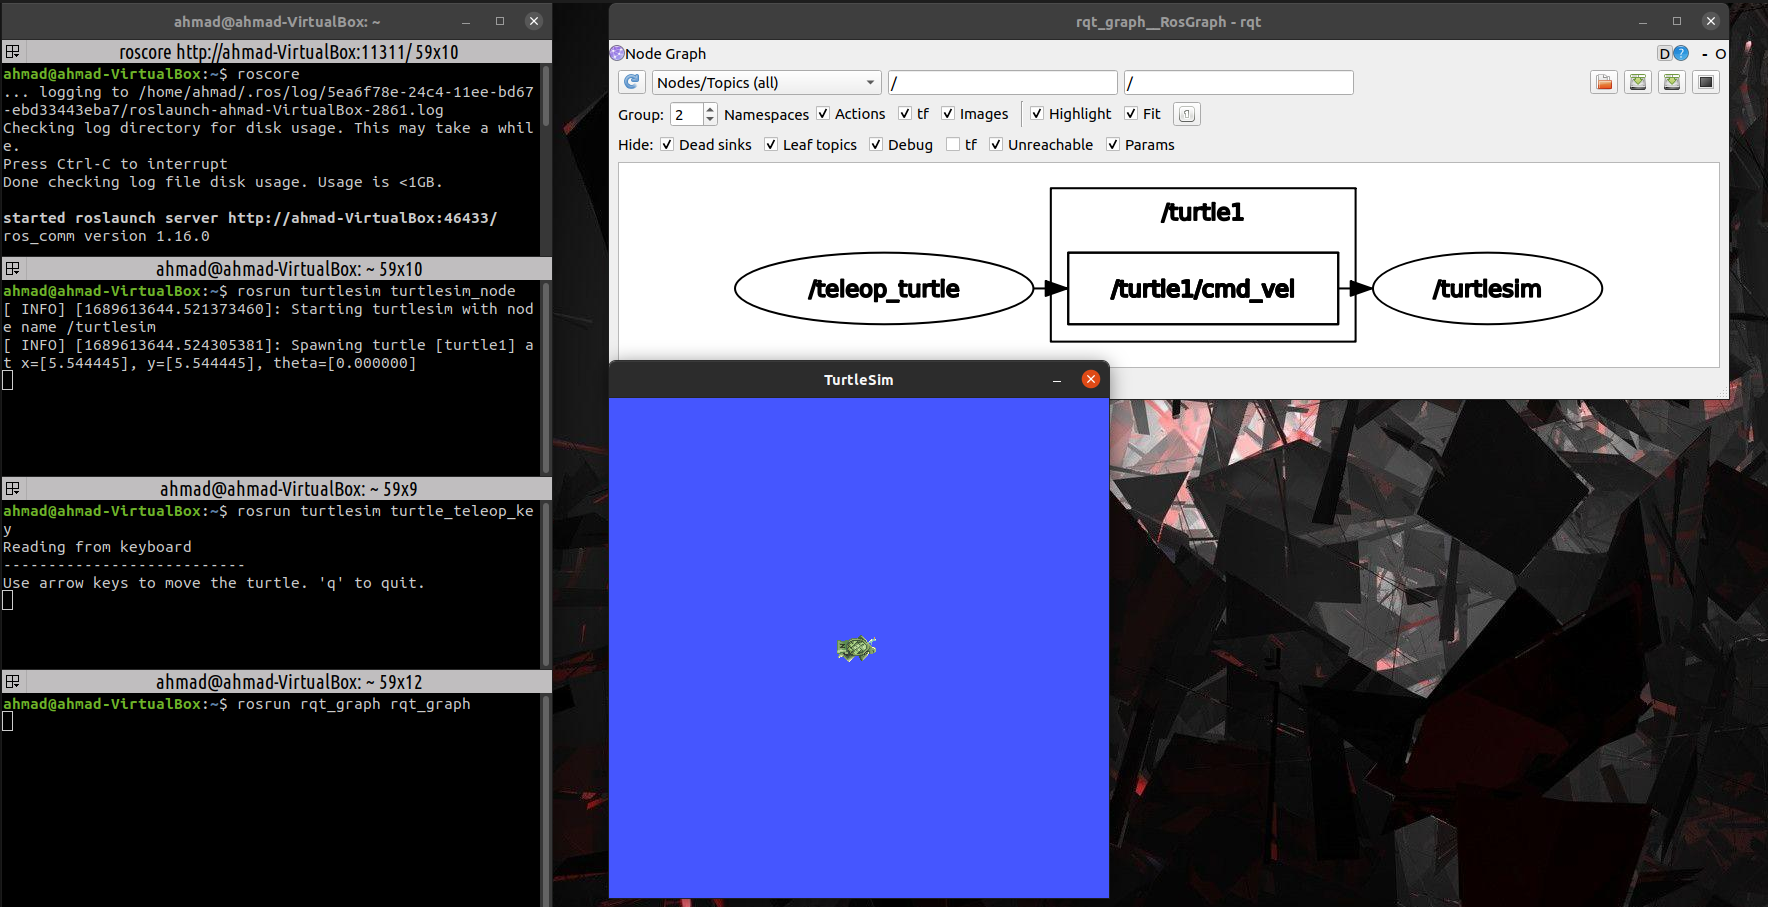 ahmad@ahmad-VirtualBox: ~
roscore http://ahmad-VirtualBox:11311/ 59x10
ahmad@ahmad-VirtualBox:~$ roscore
... logging to /home/ahmad/.ros/log/5ea6f78e-24c4-11ee-bd67
-ebd33443eba7/roslaunch-ahmad-VirtualBox-2861.log
Checking log directory for disk usage. This may take a whil
e.
Press Ctrl-C to interrupt
Done checking log file disk usage. Usage is <1GB.
started roslaunch server http://ahmad-VirtualBox:46433/
ros_comm version 1.16.0
ahmad@ahmad-VirtualBox: ~ 59x10
ahmad@ahmad-VirtualBox:~$ rosrun turtlesim turtlesim_node
[ INFO] [1689613644.521373460]: Starting turtlesim with nod
e name /turtlesim
[ INFO] [1689613644.524305381]: Spawning turtle [turtle1] a
t x=[5.544445], y=[5.544445], theta=[0.000000]
ahmad@ahmad-VirtualBox: ~ 59x9
ahmad@ahmad-VirtualBox:~$ rosrun turtlesim turtle_teleop_ke
y
Reading from keyboard
---------------------------
Use arrow keys to move the turtle. 'q' to quit.
ahmad@ahmad-VirtualBox: ~ 59x12
ahmad@ahmad-VirtualBox:~$ rosrun rqt_graph rqt_graph
rqt_graph__RosGraph - rqt
Node Graph
D ? - O
Nodes/Topics (all) / /
Group: 2 Namespaces Actions tf Images Highlight Fit
Hide: Dead sinks Leaf topics Debug tf Unreachable Params
/turtle1
/teleop_turtle /turtle1/cmd_vel /turtlesim
TurtleSim